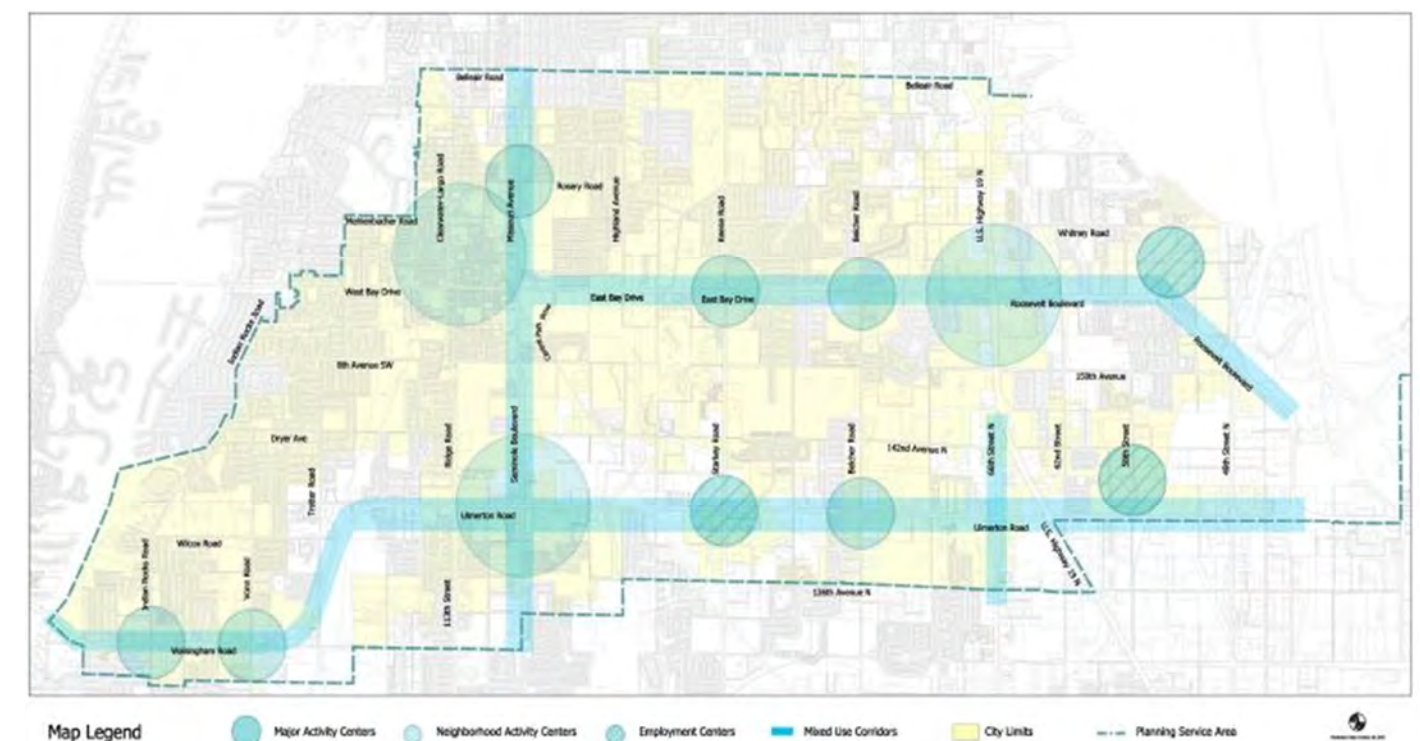 Belleair Road
Belleair Road
Clearwater-Largo Road
Missouri Avenue
Rosery Road
Highland Avenue
Keene Road
Belcher Road
U.S. Highway 19 N
Whitney Road
West Bay Drive
East Bay Drive
East Bay Drive
Roosevelt Boulevard
Indian Rocks Road
Central Park Drive
Roosevelt Boulevard
8th Avenue SW
150th Avenue
Dryer Ave
Ridge Road
Seminole Boulevard
Starkey Road
Belcher Road
142nd Avenue N
66th Street N
62nd Street
58th Street
49th Street N
Trotter Road
Ulmerton Road
Ulmerton Road
U.S. Highway 19 N
Wilcox Road
Indian Rocks Road
Vonn Road
113th Street
126th Avenue N
Walsingham Road
Map Legend
Major Activity Centers
Neighborhood Activity Centers
Employment Centers
Mixed Use Corridors
City Limits
Planning Service Area